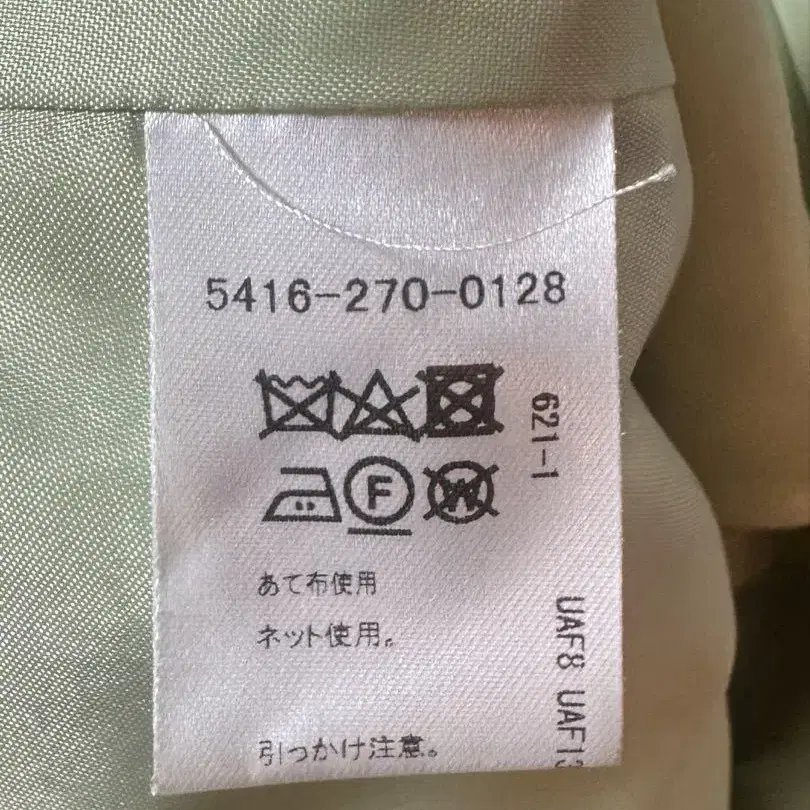 5416-270-0128
621-1
F
W
あて布使用
ネット使用。
UAF8 UAF13
引っかけ注意。